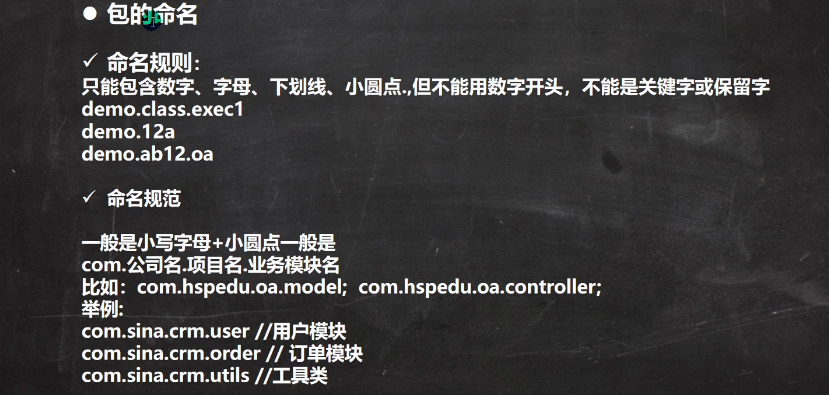 ● 包的命名
✓ 命名规则：
只能包含数字、字母、下划线、小圆点.,但不能用数字开头，不能是关键字或保留字
demo.class.exec1
demo.12a
demo.ab12.oa
✓ 命名规范
一般是小写字母+小圆点一般是
com.公司名.项目名.业务模块名
比如：com.hspedu.oa.model; com.hspedu.oa.controller;
举例:
com.sina.crm.user //用户模块
com.sina.crm.order // 订单模块
com.sina.crm.utils //工具类